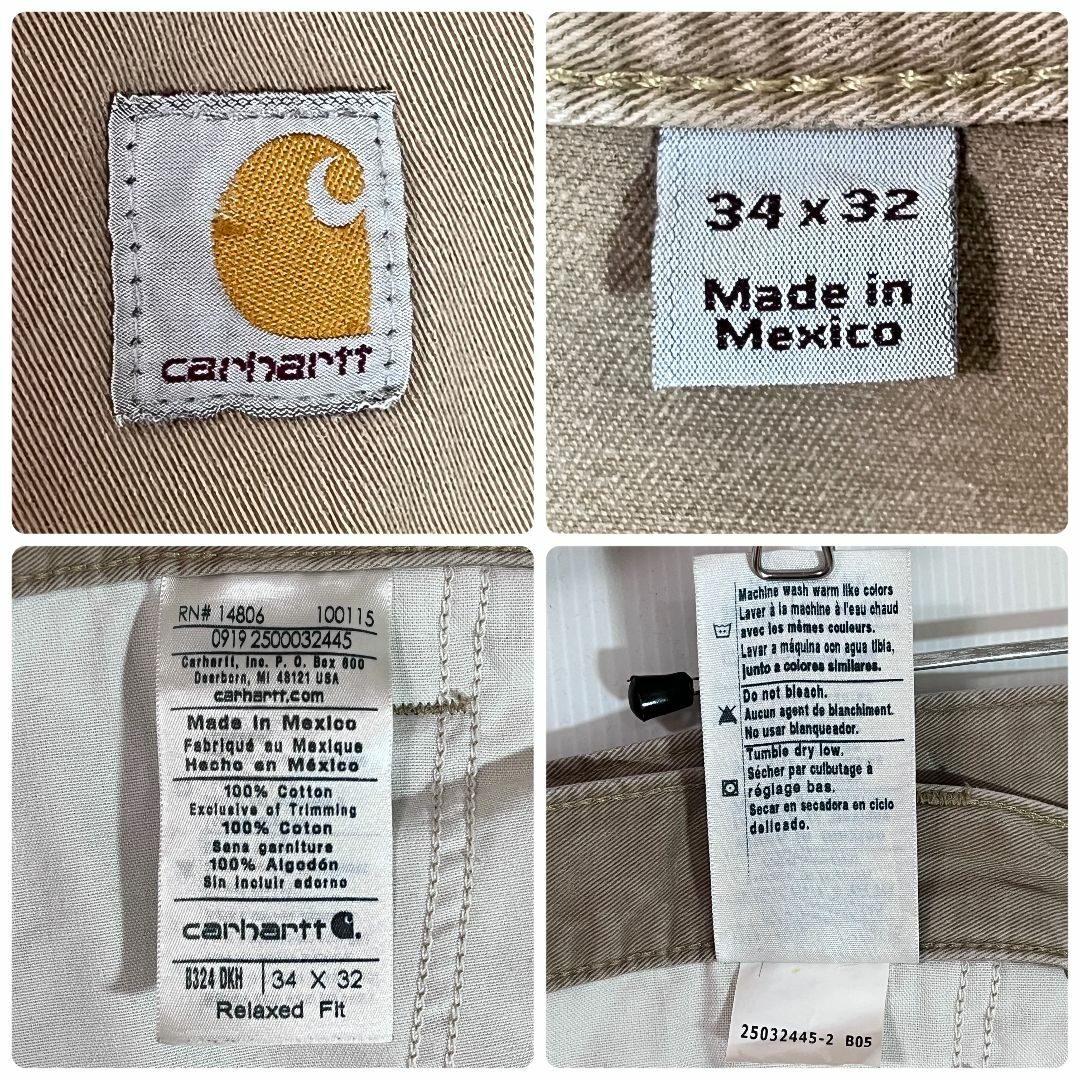 carhartt
34 x 32
Made in
Mexico
RN# 14806 100115
0919 2500032445
Carhartt, Inc. P. O. Box 600
Dearborn, MI 48121 USA
carhartt.com
Made in Mexico
Fabriqué au Mexique
Hecho en México
100% Cotton
Exclusive of Trimming
100% Coton
Sans garniture
100% Algodón
Sin incluir adorno
carhartt
B324 DKH 34 X 32
Relaxed Fit
Machine wash warm like colors
Laver à la machine à l'eau chaud
avec les mêmes couleurs.
Lavar a máquina con agua tibia,
junto a colores similares.
Do not bleach.
Aucun agent de blanchiment.
No usar blanqueador.
Tumble dry low.
Sécher par culbutage à
réglage bas.
Secar en secadora en ciclo
delicado.
25032445-2 B05